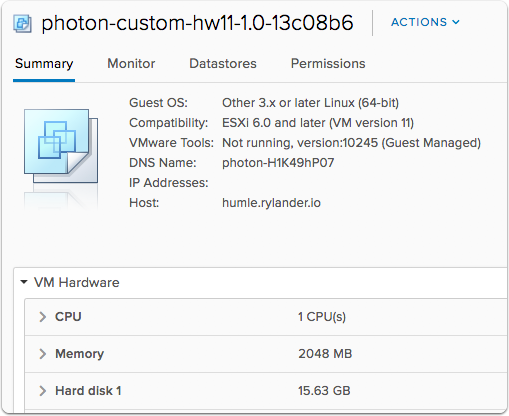 photon-custom-hw11-1.0-13c08b6 ACTIONS
Summary Monitor Datastores Permissions
Guest OS: Other 3.x or later Linux (64-bit)
Compatibility: ESXi 6.0 and later (VM version 11)
VMware Tools: Not running, version:10245 (Guest Managed)
DNS Name: photon-H1K49hP07
IP Addresses:
Host: humle.rylander.io
VM Hardware
CPU 1 CPU(s)
Memory 2048 MB
Hard disk 1 15.63 GB